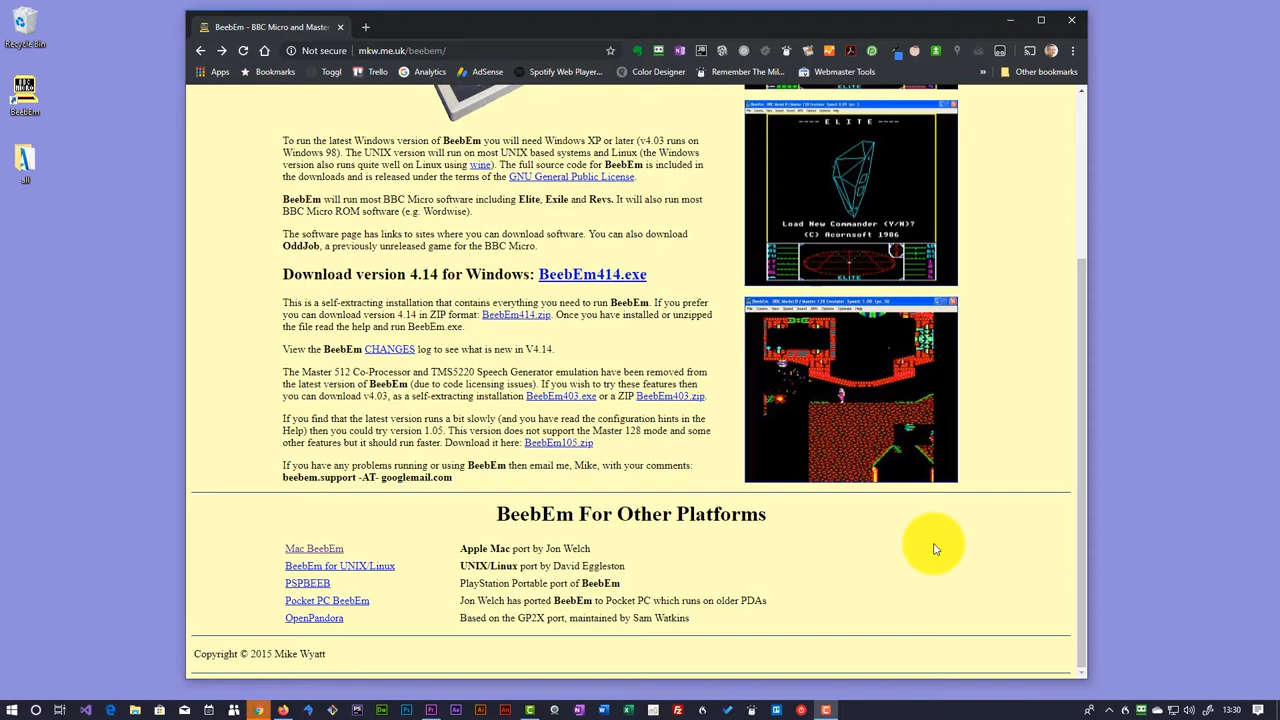 Recycle Bin
BeebEm
all
BeebEm - BBC Micro and Master
Not secure
mkw.me.uk/beebem/
Apps
Bookmarks
Toggl
Trello
Analytics
AdSense
Spotify Web Player...
Color Designer
Remember The Mil...
Webmaster Tools
»
Other bookmarks
To run the latest Windows version of BeebEm you will need Windows XP or later (v4.03 runs on
Windows 98). The UNIX version will run on most UNIX based systems and Linux (the Windows
version also runs quite well on Linux using wine). The full source code for BeebEm is included in
the downloads and is released under the terms of the GNU General Public License.
BeebEm will run most BBC Micro software including Elite, Exile and Revs. It will also run most
BBC Micro ROM software (e.g. Wordwise).
The software page has links to sites where you can download software. You can also download
OddJob, a previously unreleased game for the BBC Micro.
Download version 4.14 for Windows: BeebEm414.exe
This is a self-extracting installation that contains everything you need to run BeebEm. If you prefer
you can download version 4.14 in ZIP format: BeebEm414.zip. Once you have installed or unzipped
the file read the help and run BeebEm.exe.
View the BeebEm CHANGES log to see what is new in V4.14.
The Master 512 Co-Processor and TMS5220 Speech Generator emulation have been removed from
the latest version of BeebEm (due to code licensing issues). If you wish to try these features then
you can download v4.03, as a self-extracting installation BeebEm403.exe or a ZIP BeebEm403.zip.
If you find that the latest version runs a bit slowly (and you have read the configuration hints in the
Help) then you could try version 1.05. This version does not support the Master 128 mode and some
other features but it should run faster. Download it here: BeebEm105.zip
If you have any problems running or using BeebEm then email me, Mike, with your comments:
beebem.support -AT- googlemail.com
---- E L I T E ----
Load New Commander (Y/N)?
(C) Acornsoft 1986
ELITE
BeebEm For Other Platforms
Mac BeebEm Apple Mac port by Jon Welch
BeebEm for UNIX/Linux UNIX/Linux port by David Eggleston
PSPBEEB PlayStation Portable port of BeebEm
Pocket PC BeebEm Jon Welch has ported BeebEm to Pocket PC which runs on older PDAs
OpenPandora Based on the GP2X port, maintained by Sam Watkins
Copyright © 2015 Mike Wyatt
13:30